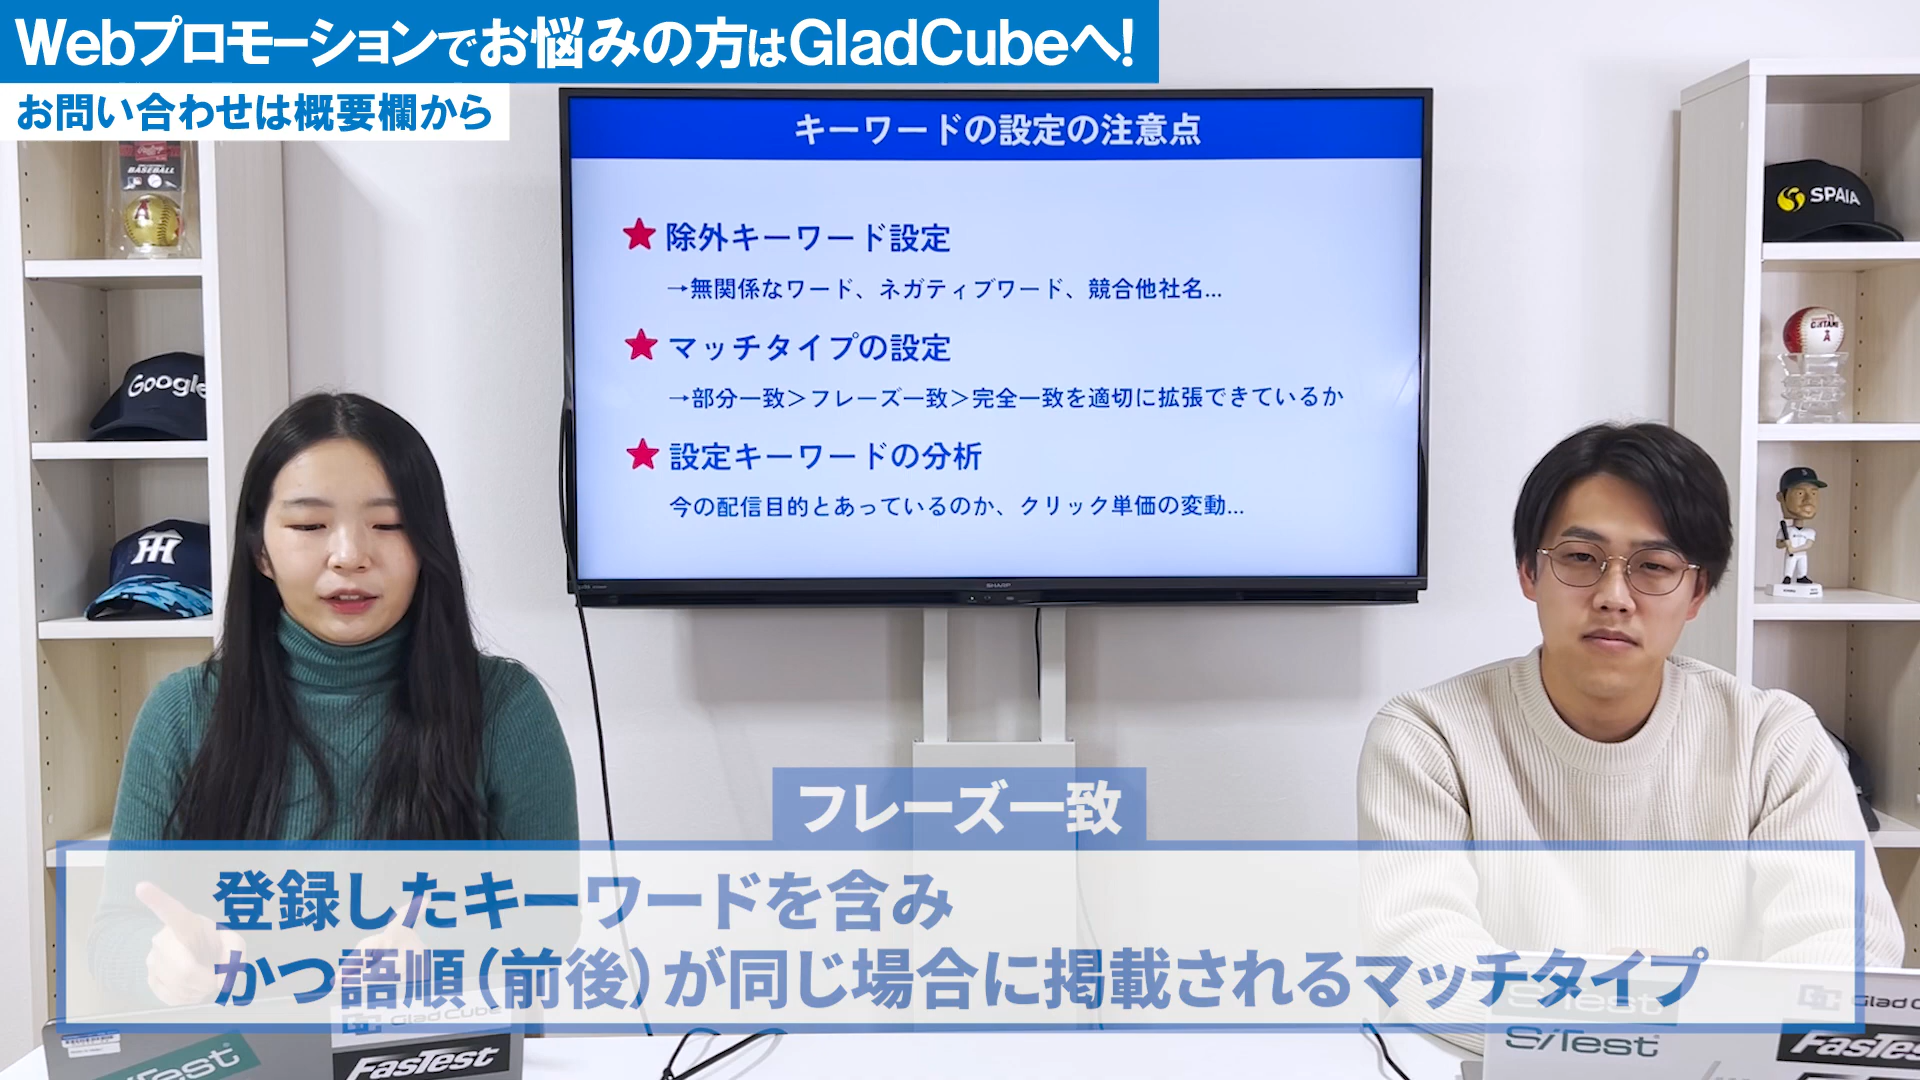 Webプロモーションでお悩みの方はGladCubeへ!
お問い合わせは概要欄から
キーワードの設定の注意点
★ 除外キーワード設定
→無関係なワード、ネガティブワード、競合他社名...
★ マッチタイプの設定
→部分一致>フレーズ一致>完全一致を適切に拡張できているか
★ 設定キーワードの分析
今の配信目的とあっているのか、クリック単価の変動...
SHARP
BASEBALL
Google
SPAIA
フレーズ一致
登録したキーワードを含み
かつ語順(前後)が同じ場合に掲載されるマッチタイプ
Glad Cube
FasTest
SiTest
SiTest